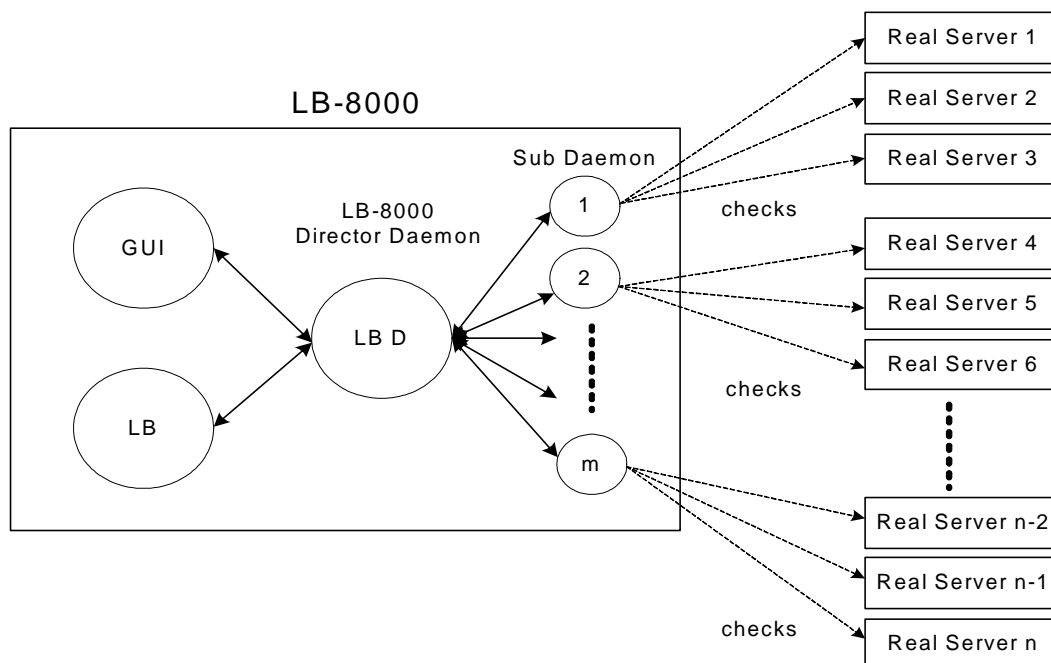 LB-8000
GUI
LB
LB-8000
Director Daemon
LB D
Sub Daemon
1
2
m
checks
checks
checks
Real Server 1
Real Server 2
Real Server 3
Real Server 4
Real Server 5
Real Server 6
Real Server n-2
Real Server n-1
Real Server n